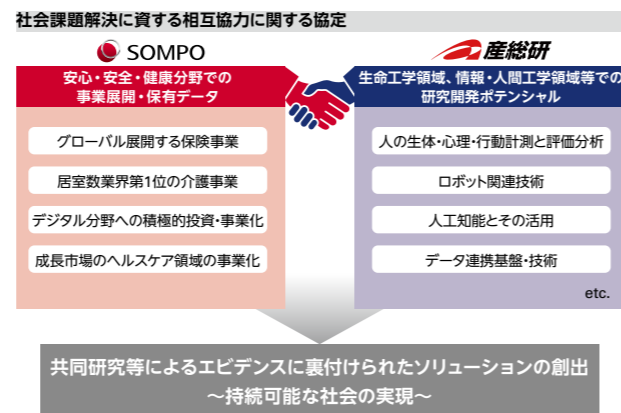 社会課題解決に資する相互協力に関する協定
SOMPO
産総研
安心・安全・健康分野での
事業展開・保有データ
生命工学領域、情報・人間工学領域等での
研究開発ポテンシャル
グローバル展開する保険事業
居室数業界第1位の介護事業
デジタル分野への積極的投資・事業化
成長市場のヘルスケア領域の事業化
人の生体・心理・行動計測と評価分析
ロボット関連技術
人工知能とその活用
データ連携基盤・技術
etc.
共同研究等によるエビデンスに裏付けられたソリューションの創出
～持続可能な社会の実現～